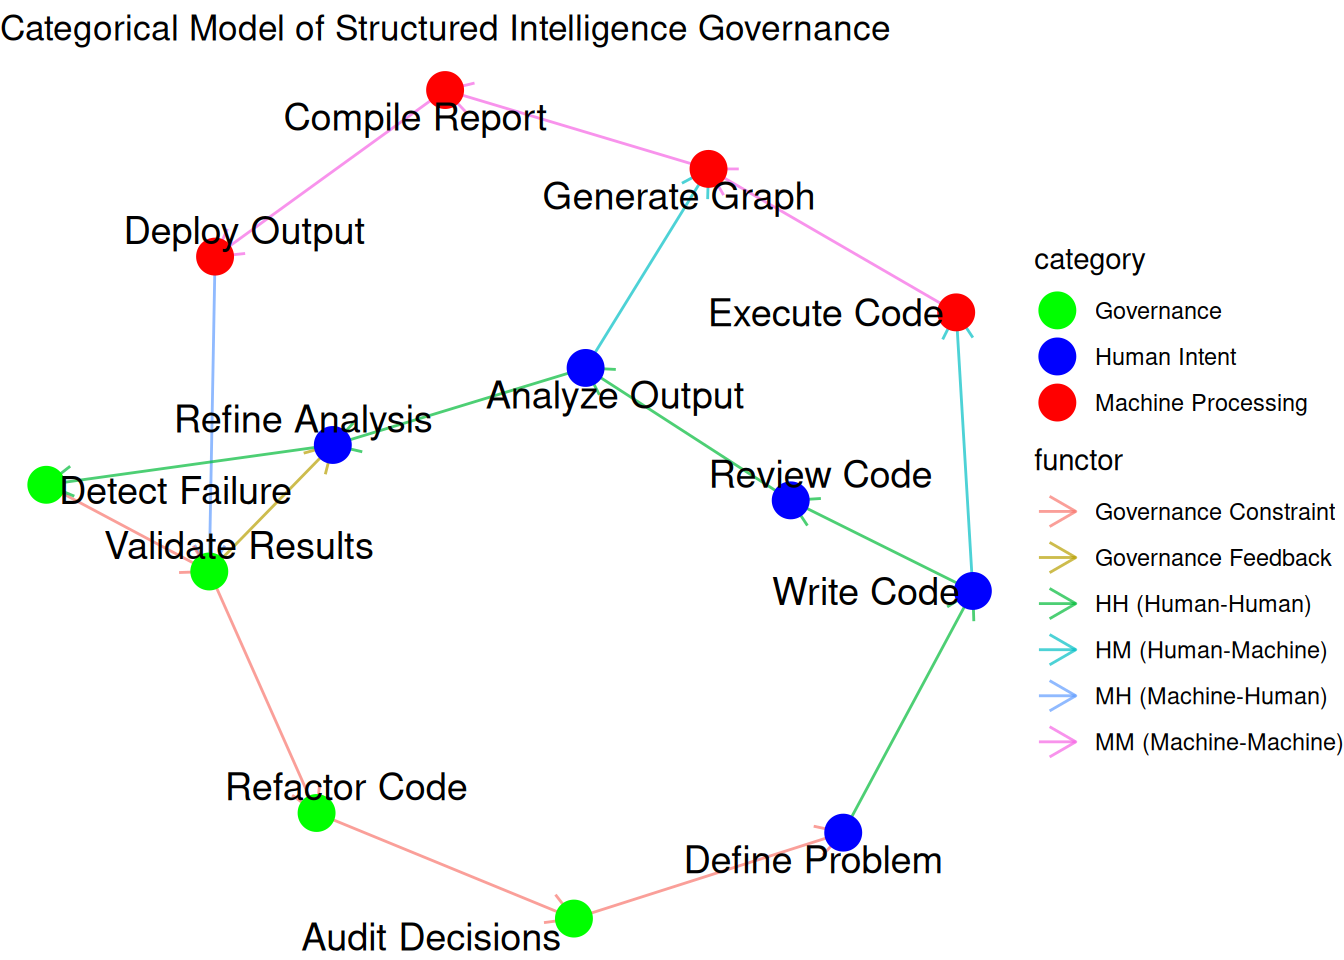 Categorical Model of Structured Intelligence Governance
Compile Report
Generate Graph
Deploy Output
Execute Code
Analyze Output
Refine Analysis
Review Code
Detect Failure
Validate Results
Write Code
Refactor Code
Define Problem
Audit Decisions
category
Governance
Human Intent
Machine Processing
functor
Governance Constraint
Governance Feedback
HH (Human-Human)
HM (Human-Machine)
MH (Machine-Human)
MM (Machine-Machine)